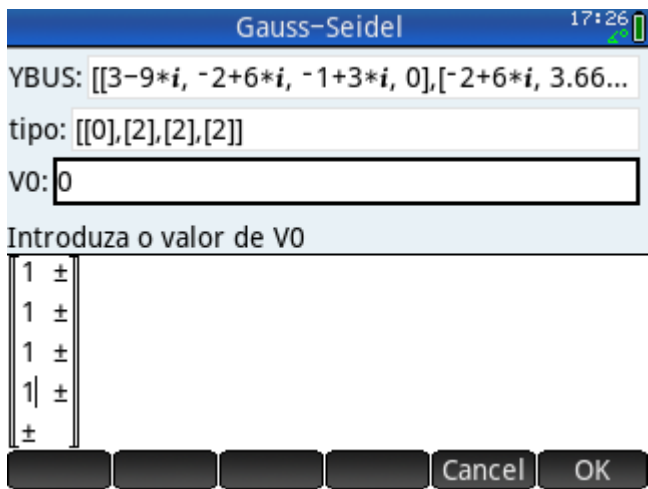 Gauss-Seidel
17:26
YBUS: [[3-9*i, ⁻2+6*i, ⁻1+3*i, 0],[⁻2+6*i, 3.66...
tipo: [[0],[2],[2],[2]]
V0: 0
Introduza o valor de V0
1 ±
1 ±
1 ±
1 ±
±
Cancel OK